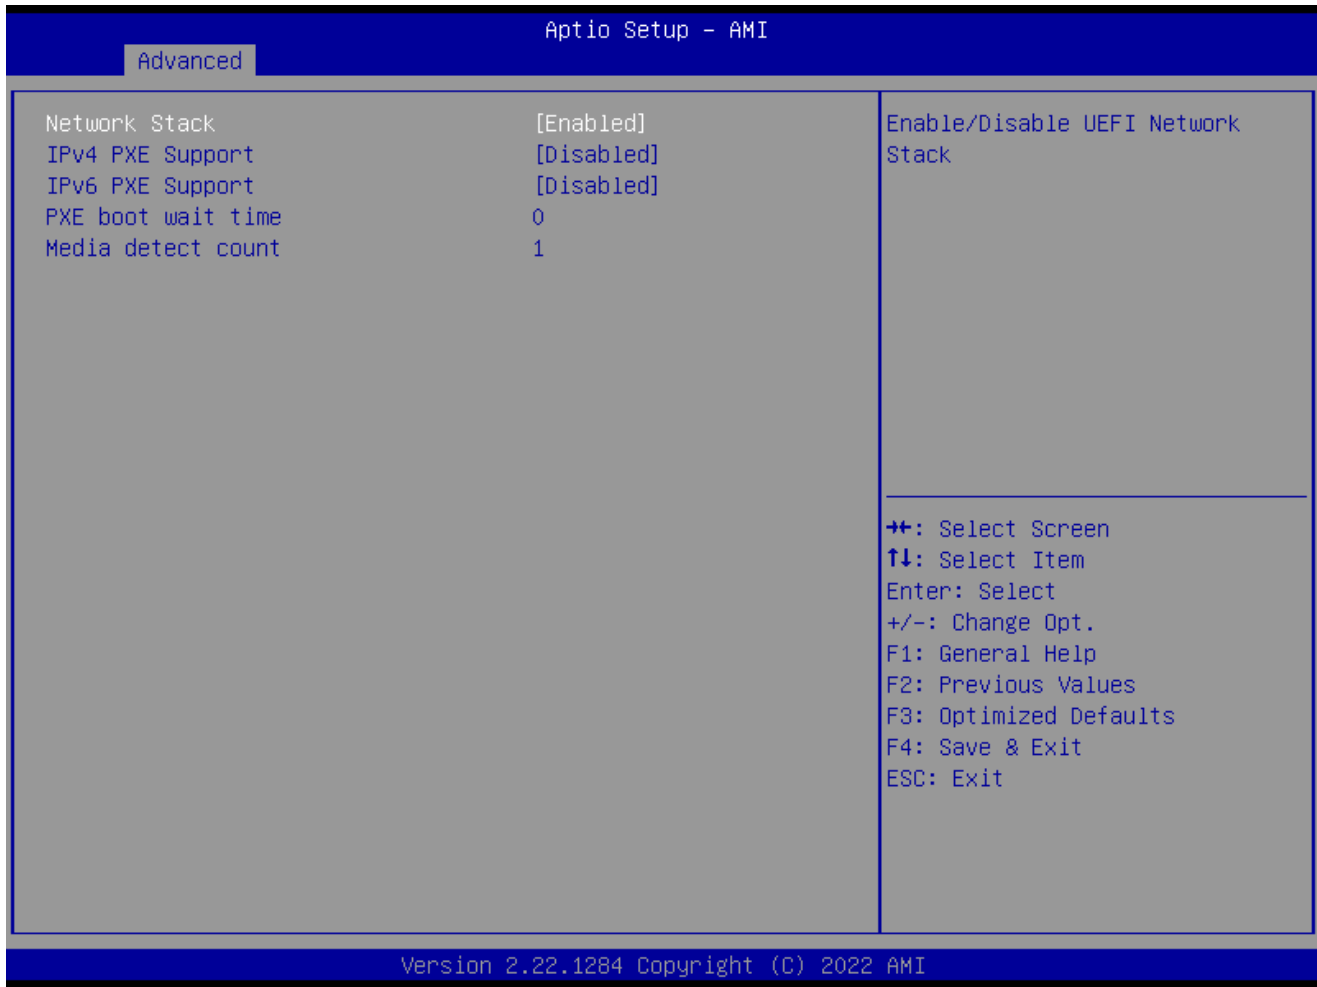 Aptio Setup – AMI
Advanced
Network Stack [Enabled]
IPv4 PXE Support [Disabled]
IPv6 PXE Support [Disabled]
PXE boot wait time 0
Media detect count 1
Enable/Disable UEFI Network
Stack
→←: Select Screen
↑↓: Select Item
Enter: Select
+/-: Change Opt.
F1: General Help
F2: Previous Values
F3: Optimized Defaults
F4: Save & Exit
ESC: Exit
Version 2.22.1284 Copyright (C) 2022 AMI